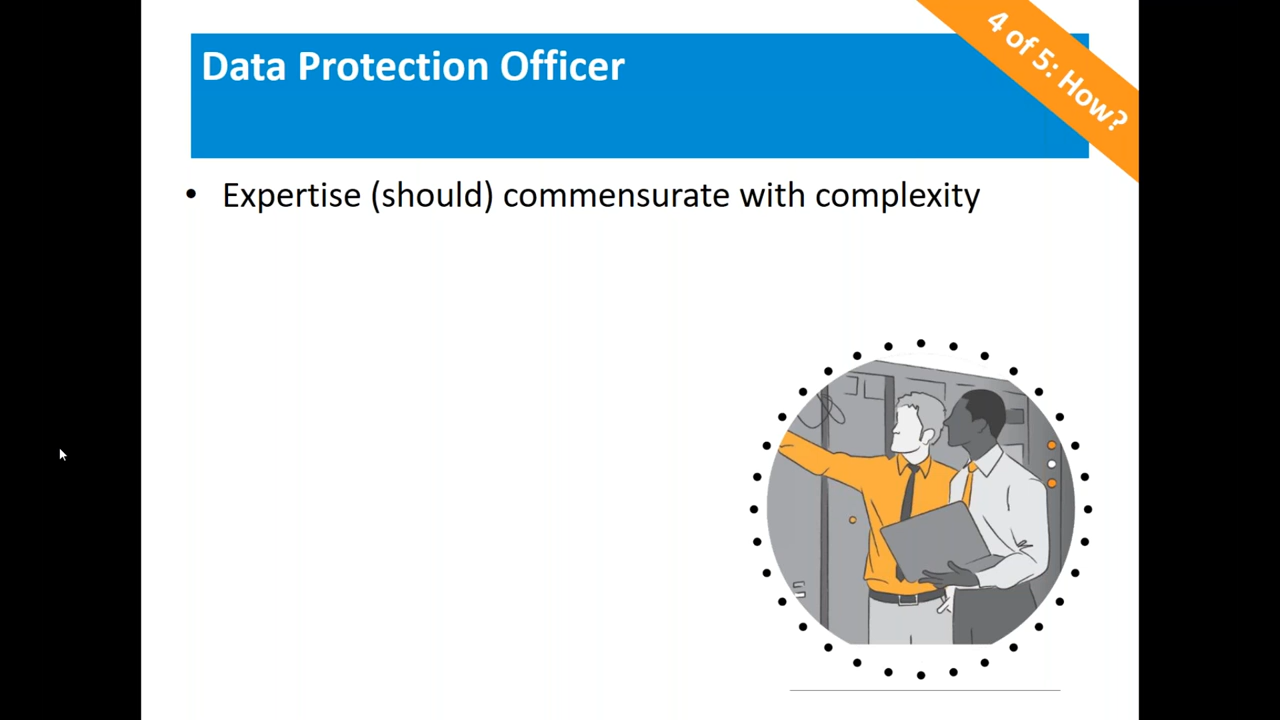 Data Protection Officer
4 of 5: How?
• Expertise (should) commensurate with complexity